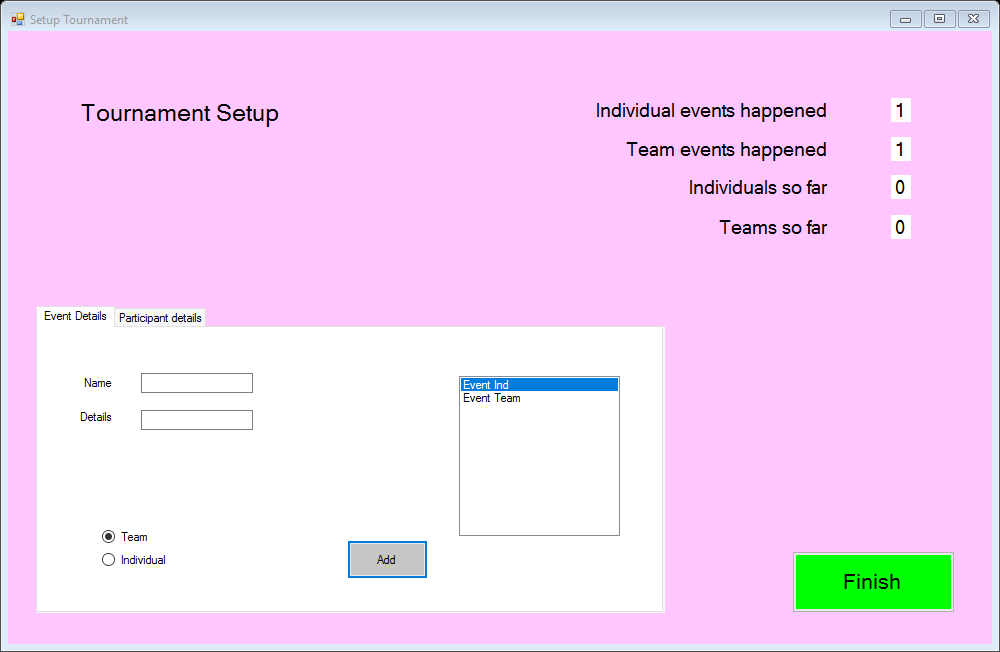 Setup Tournament
Tournament Setup
Individual events happened 1
Team events happened 1
Individuals so far 0
Teams so far 0
Event Details Participant details
Name
Details
Event Ind
Event Team
Team
Individual
Add
Finish